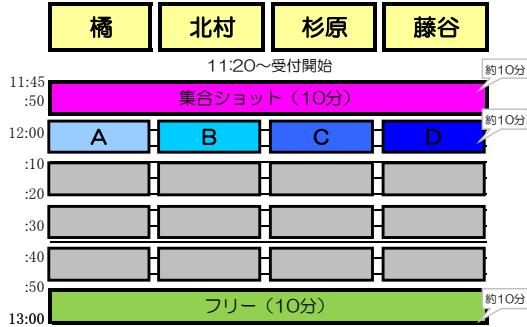 橘 北村 杉原 藤谷
11:20～受付開始
約10分
11:45
集合ショット（10分）
:50
約10分
12:00 A B C D
:10
:20
:30
:40
:50
約10分
フリー（10分）
13:00